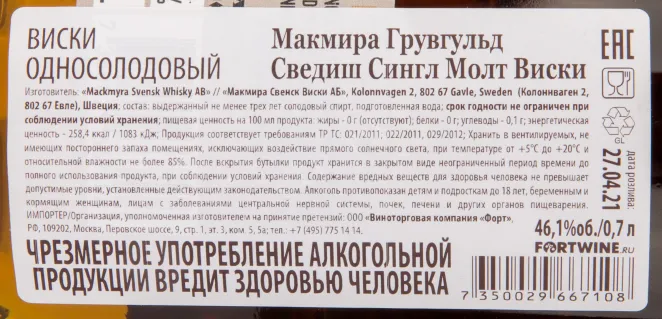 ВИСКИ
ОДНОСОЛОДОВЫЙ
Макмира Грувгульд
Сведиш Сингл Молт Виски
EAC
Изготовитель: «Mackmyra Svensk Whisky AB» // «Макмира Свенск Виски АБ», Kolonnvagen 2, 802 67 Gavle, Sweden (Колоннваген 2,
802 67 Евле), Швеция; состав: выдержанный не менее трех лет солодовый спирт, подготовленная вода; срок годности не ограничен при
соблюдении условий хранения; пищевая ценность на 100 мл продукта: жиры - 0 г (отсутствуют); белки - 0 г; углеводы - 0,1 г; энергетическая
ценность - 258,4 ккал / 1083 кДж; Продукция соответствует требованиям ТР ТС: 021/2011, 022/2011, 029/2012; Хранить в вентилируемых, не
имеющих постороннего запаха помещениях, исключающих воздействие прямого солнечного света, при температуре от +5°С до +20°С и
относительной влажности не более 85%. После вскрытия бутылки продукт хранится в закрытом виде неограниченный период времени до
полного использования продукта, при соблюдении условий хранения. Содержание вредных веществ для здоровья человека не превышает
допустимые уровни, установленные действующим законодательством. Алкоголь противопоказан детям и подросткам до 18 лет, беременным и
кормящим женщинам, лицам с заболеваниями центральной нервной системы, почек, печени и других органов пищеварения.
ИМПОРТЕР/Организация, уполномоченная изготовителем на принятие претензий: ООО «Виноторговая компания «Форт»,
РФ, 109202, Москва, Перовское шоссе, 9, стр. 1, эт. 3, ком. 5, 5а; тел.: +7 (495) 775 14 14.
ЧРЕЗМЕРНОЕ УПОТРЕБЛЕНИЕ АЛКОГОЛЬНОЙ
ПРОДУКЦИИ ВРЕДИТ ЗДОРОВЬЮ ЧЕЛОВЕКА
GL
дата розлива:
27.04.21
46,1%об./0,7 л
FORTWINE.RU
7 350029 667108